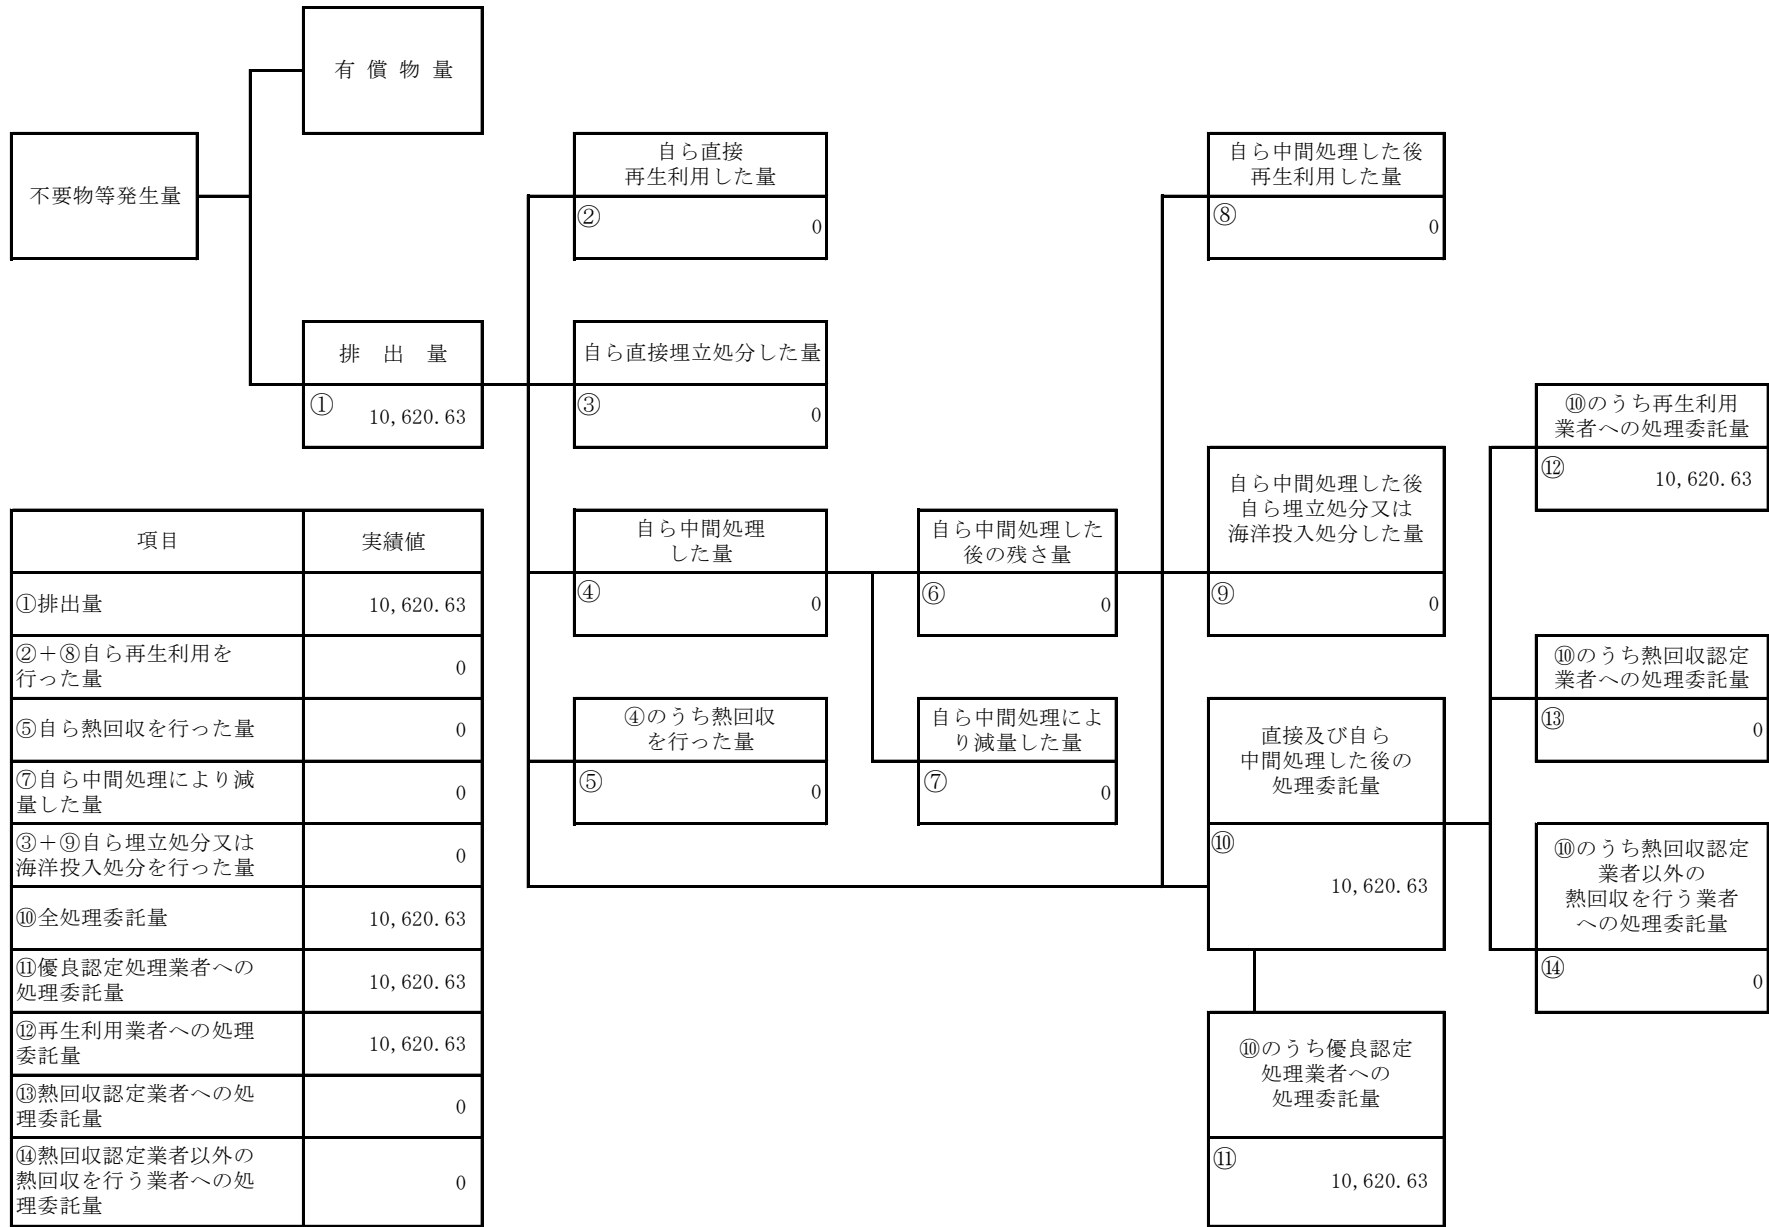 有 償 物 量
不要物等発生量
自ら直接
再生利用した量
②
0
自ら中間処理した後
再生利用した量
⑧
0
排 出 量
①
10,620.63
自ら直接埋立処分した量
③
0
⑩のうち再生利用
業者への処理委託量
⑫
10,620.63
自ら中間処理
した量
④
0
自ら中間処理した
後の残さ量
⑥
0
自ら中間処理した後
自ら埋立処分又は
海洋投入処分した量
⑨
0
⑩のうち熱回収認定
業者への処理委託量
⑬
0
④のうち熱回収
を行った量
⑤
0
自ら中間処理によ
り減量した量
⑦
0
直接及び自ら
中間処理した後の
処理委託量
⑩
10,620.63
⑩のうち熱回収認定
業者以外の
熱回収を行う業者
への処理委託量
⑭
0
⑩のうち優良認定
処理業者への
処理委託量
⑪
10,620.63
項目 実績値
①排出量 10,620.63
②+⑧自ら再生利用を
行った量 0
⑤自ら熱回収を行った量 0
⑦自ら中間処理により減
量した量 0
③+⑨自ら埋立処分又は
海洋投入処分を行った量 0
⑩全処理委託量 10,620.63
⑪優良認定処理業者への
処理委託量 10,620.63
⑫再生利用業者への処理
委託量 10,620.63
⑬熱回収認定業者への処
理委託量 0
⑭熱回収認定業者以外の
熱回収を行う業者への処
理委託量 0